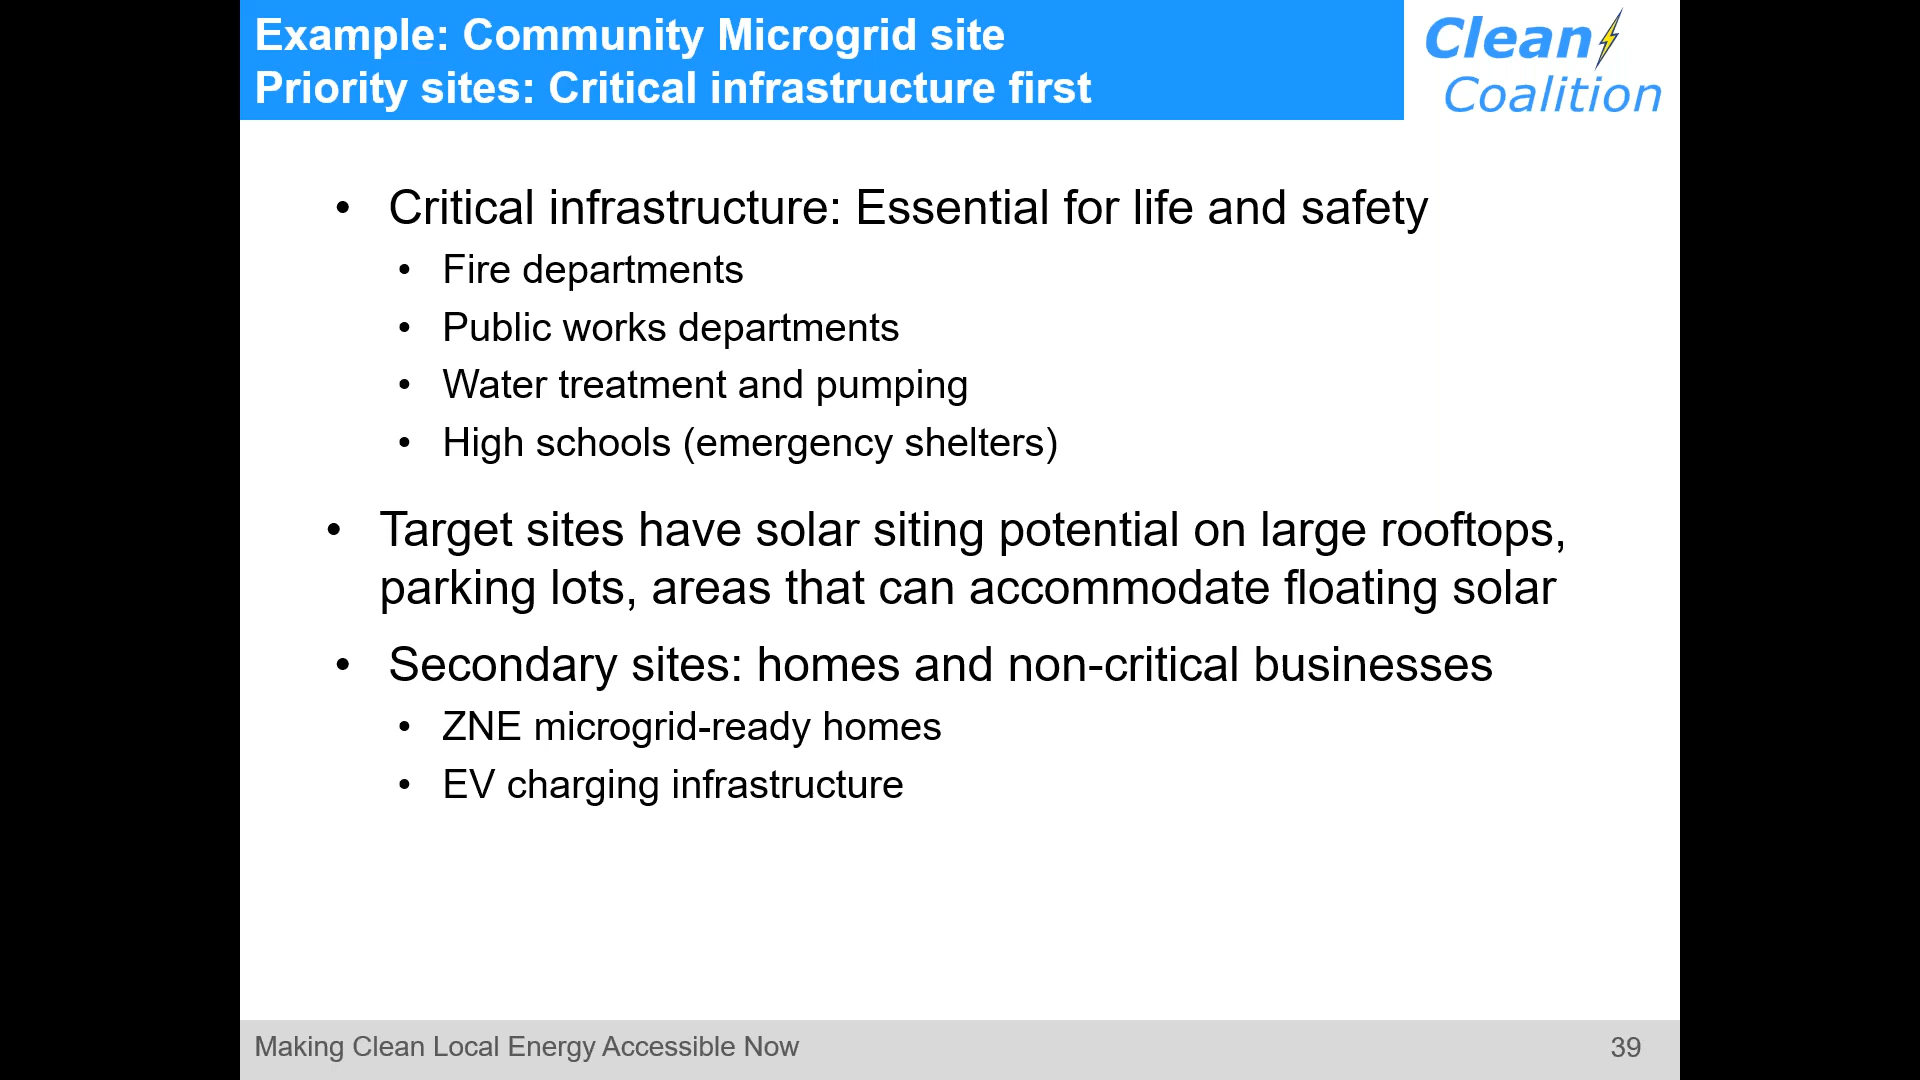 Example: Community Microgrid site
Priority sites: Critical infrastructure first
Clean
Coalition
• Critical infrastructure: Essential for life and safety
• Fire departments
• Public works departments
• Water treatment and pumping
• High schools (emergency shelters)
• Target sites have solar siting potential on large rooftops,
parking lots, areas that can accommodate floating solar
• Secondary sites: homes and non-critical businesses
• ZNE microgrid-ready homes
• EV charging infrastructure
Making Clean Local Energy Accessible Now
39